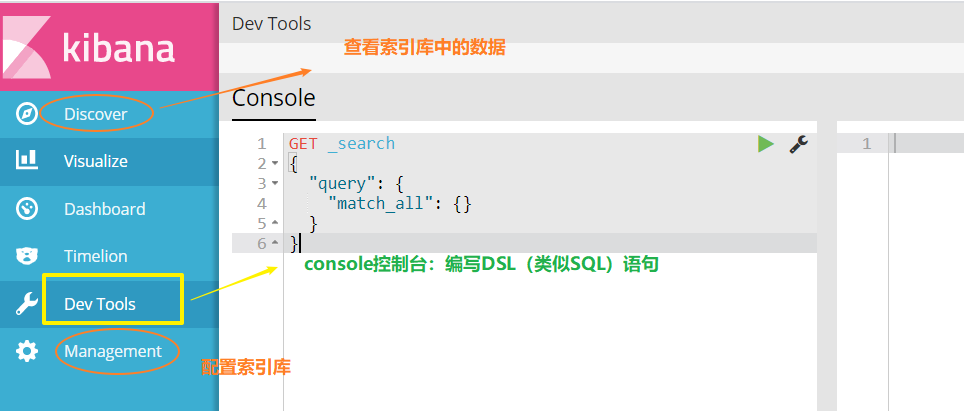 kibana
Discover
Visualize
Dashboard
Timelion
Dev Tools
Management
Dev Tools
查看索引库中的数据
Console
1 GET _search
2 {
3 "query": {
4 "match_all": {}
5 }
6 }
1
console控制台：编写DSL（类似SQL）语句
配置索引库